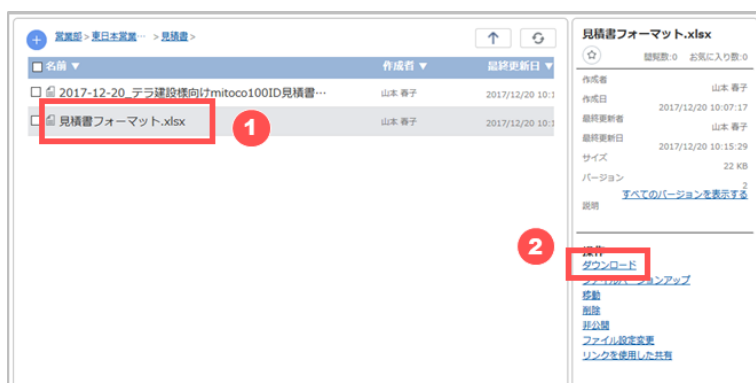 営業部 > 東日本営業… > 見積書 >
名前 ▼ 作成者 ▼ 最終更新日 ▼
2017-12-20_テラ建設様向けmitoco100ID見積書… 山本 春子 2017/12/20 10:1
見積書フォーマット.xlsx 山本 春子 2017/12/20 10:1
1
見積書フォーマット.xlsx
閲覧数:0 お気に入り数:0
作成者
山本 春子
作成日
2017/12/20 10:07:17
最終更新者
山本 春子
最終更新日
2017/12/20 10:15:29
サイズ
22 KB
バージョン
2
すべてのバージョンを表示する
説明
2
操作
ダウンロード
ファイルバージョンアップ
移動
削除
非公開
ファイル設定変更
リンクを使用した共有